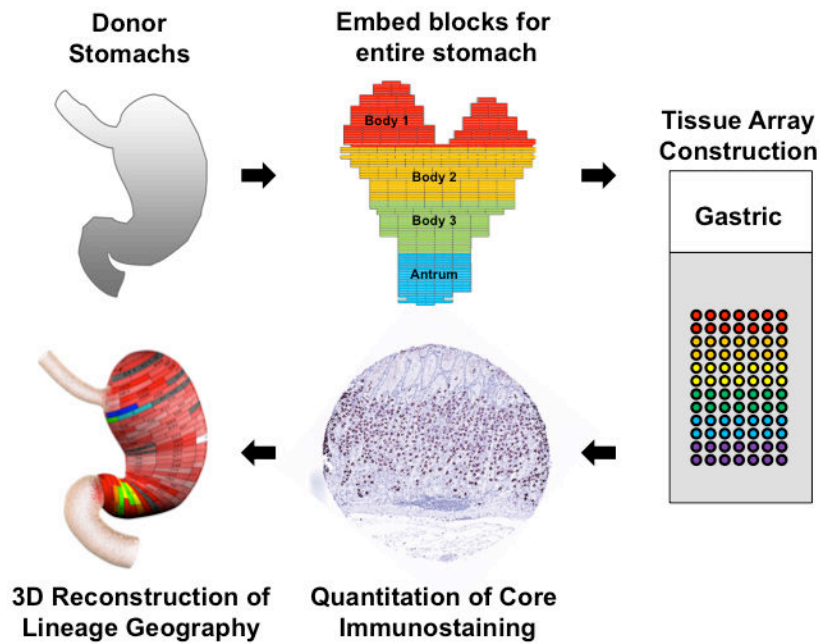 Donor
Stomachs
Embed blocks for
entire stomach
Body 1
Body 2
Body 3
Antrum
Tissue Array
Construction
Gastric
3D Reconstruction of
Lineage Geography
Quantitation of Core
Immunostaining